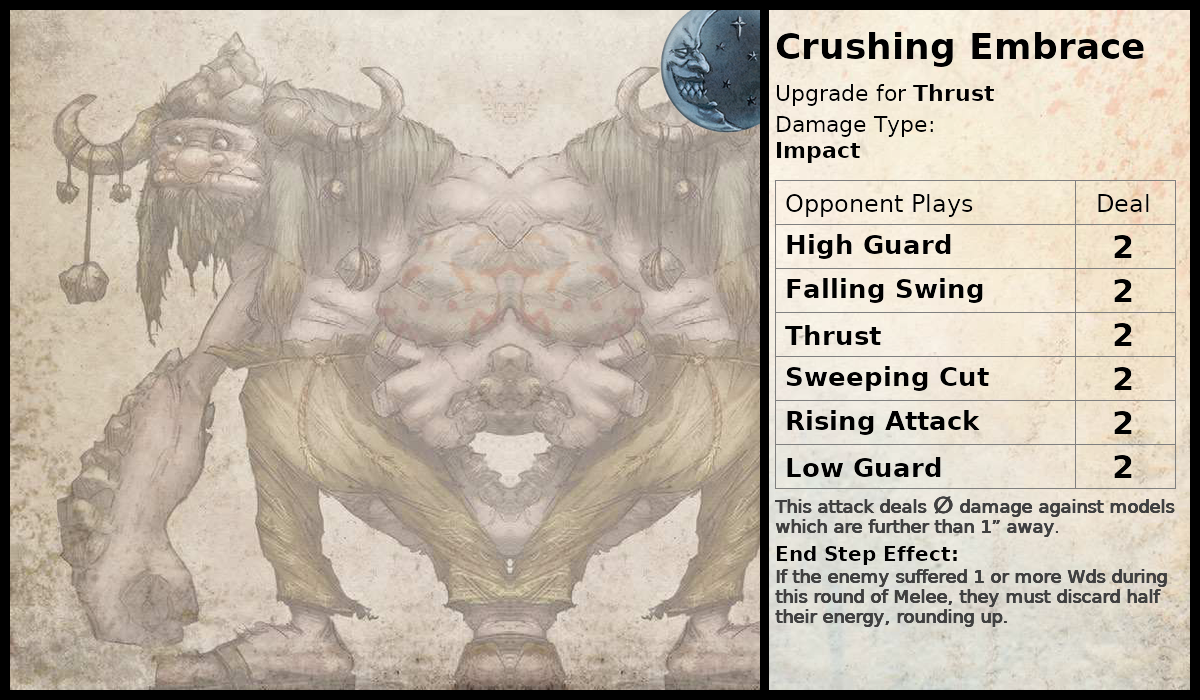 Crushing Embrace
Upgrade for Thrust
Damage Type:
Impact
Opponent Plays Deal
High Guard 2
Falling Swing 2
Thrust 2
Sweeping Cut 2
Rising Attack 2
Low Guard 2
This attack deals Ø damage against models
which are further than 1” away.
End Step Effect:
If the enemy suffered 1 or more Wds during
this round of Melee, they must discard half
their energy, rounding up.